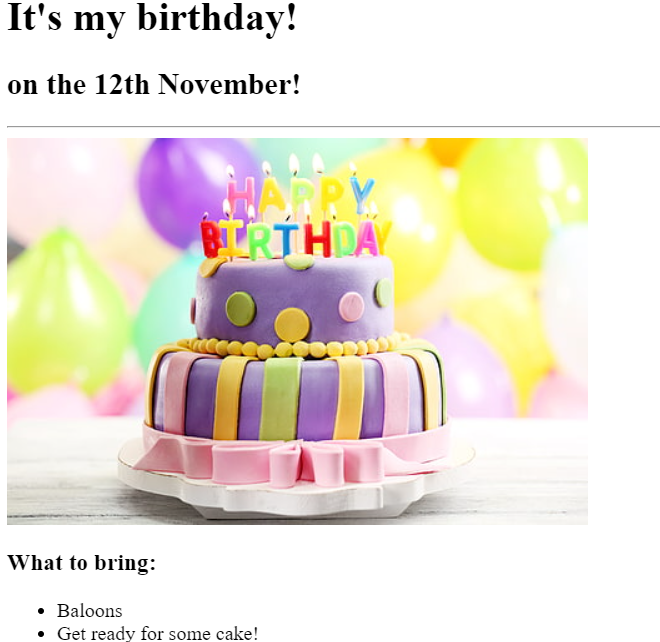 It's my birthday!
on the 12th November!
HAPPY
BIRTHDAY
What to bring:
Baloons
Get ready for some cake!